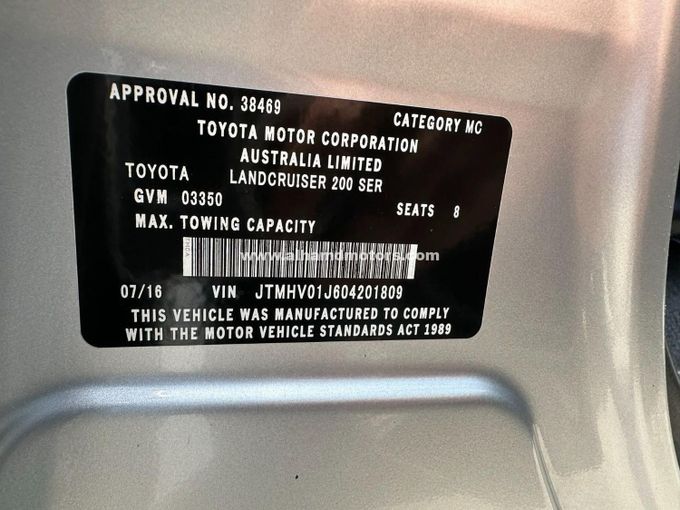 APPROVAL NO. 38469 CATEGORY MC
TOYOTA MOTOR CORPORATION
AUSTRALIA LIMITED
TOYOTA LANDCRUISER 200 SER
GVM 03350 SEATS 8
MAX. TOWING CAPACITY
www.alhamdmotors.com
07/16 VIN JTMHV01J604201809
THIS VEHICLE WAS MANUFACTURED TO COMPLY
WITH THE MOTOR VEHICLE STANDARDS ACT 1989